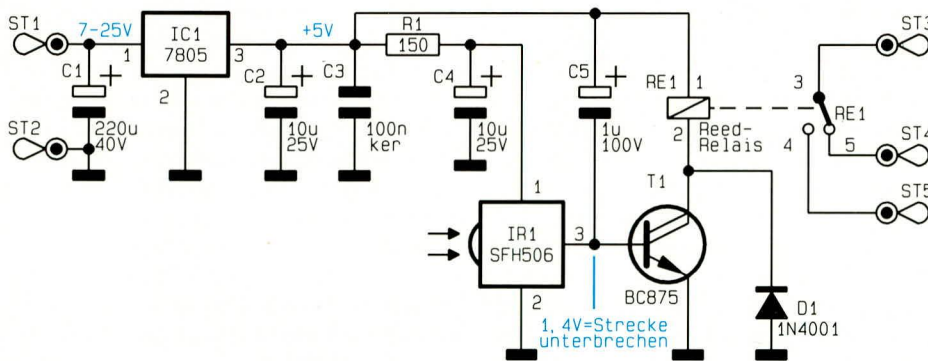 ST1
7-25V
1
IC1
7805
3
2
C1
+
220u
40V
ST2
+5V
C2
+
10u
25V
C3
100n
ker
R1
150
C4
+
10u
25V
C5
+
1u
100V
RE1
1
2
Reed-
Relais
3
RE1
4
5
ST3
ST4
ST5
1
IR1
SFH506
3
2
T1
BC875
1,4V=Strecke
unterbrechen
D1
1N4001